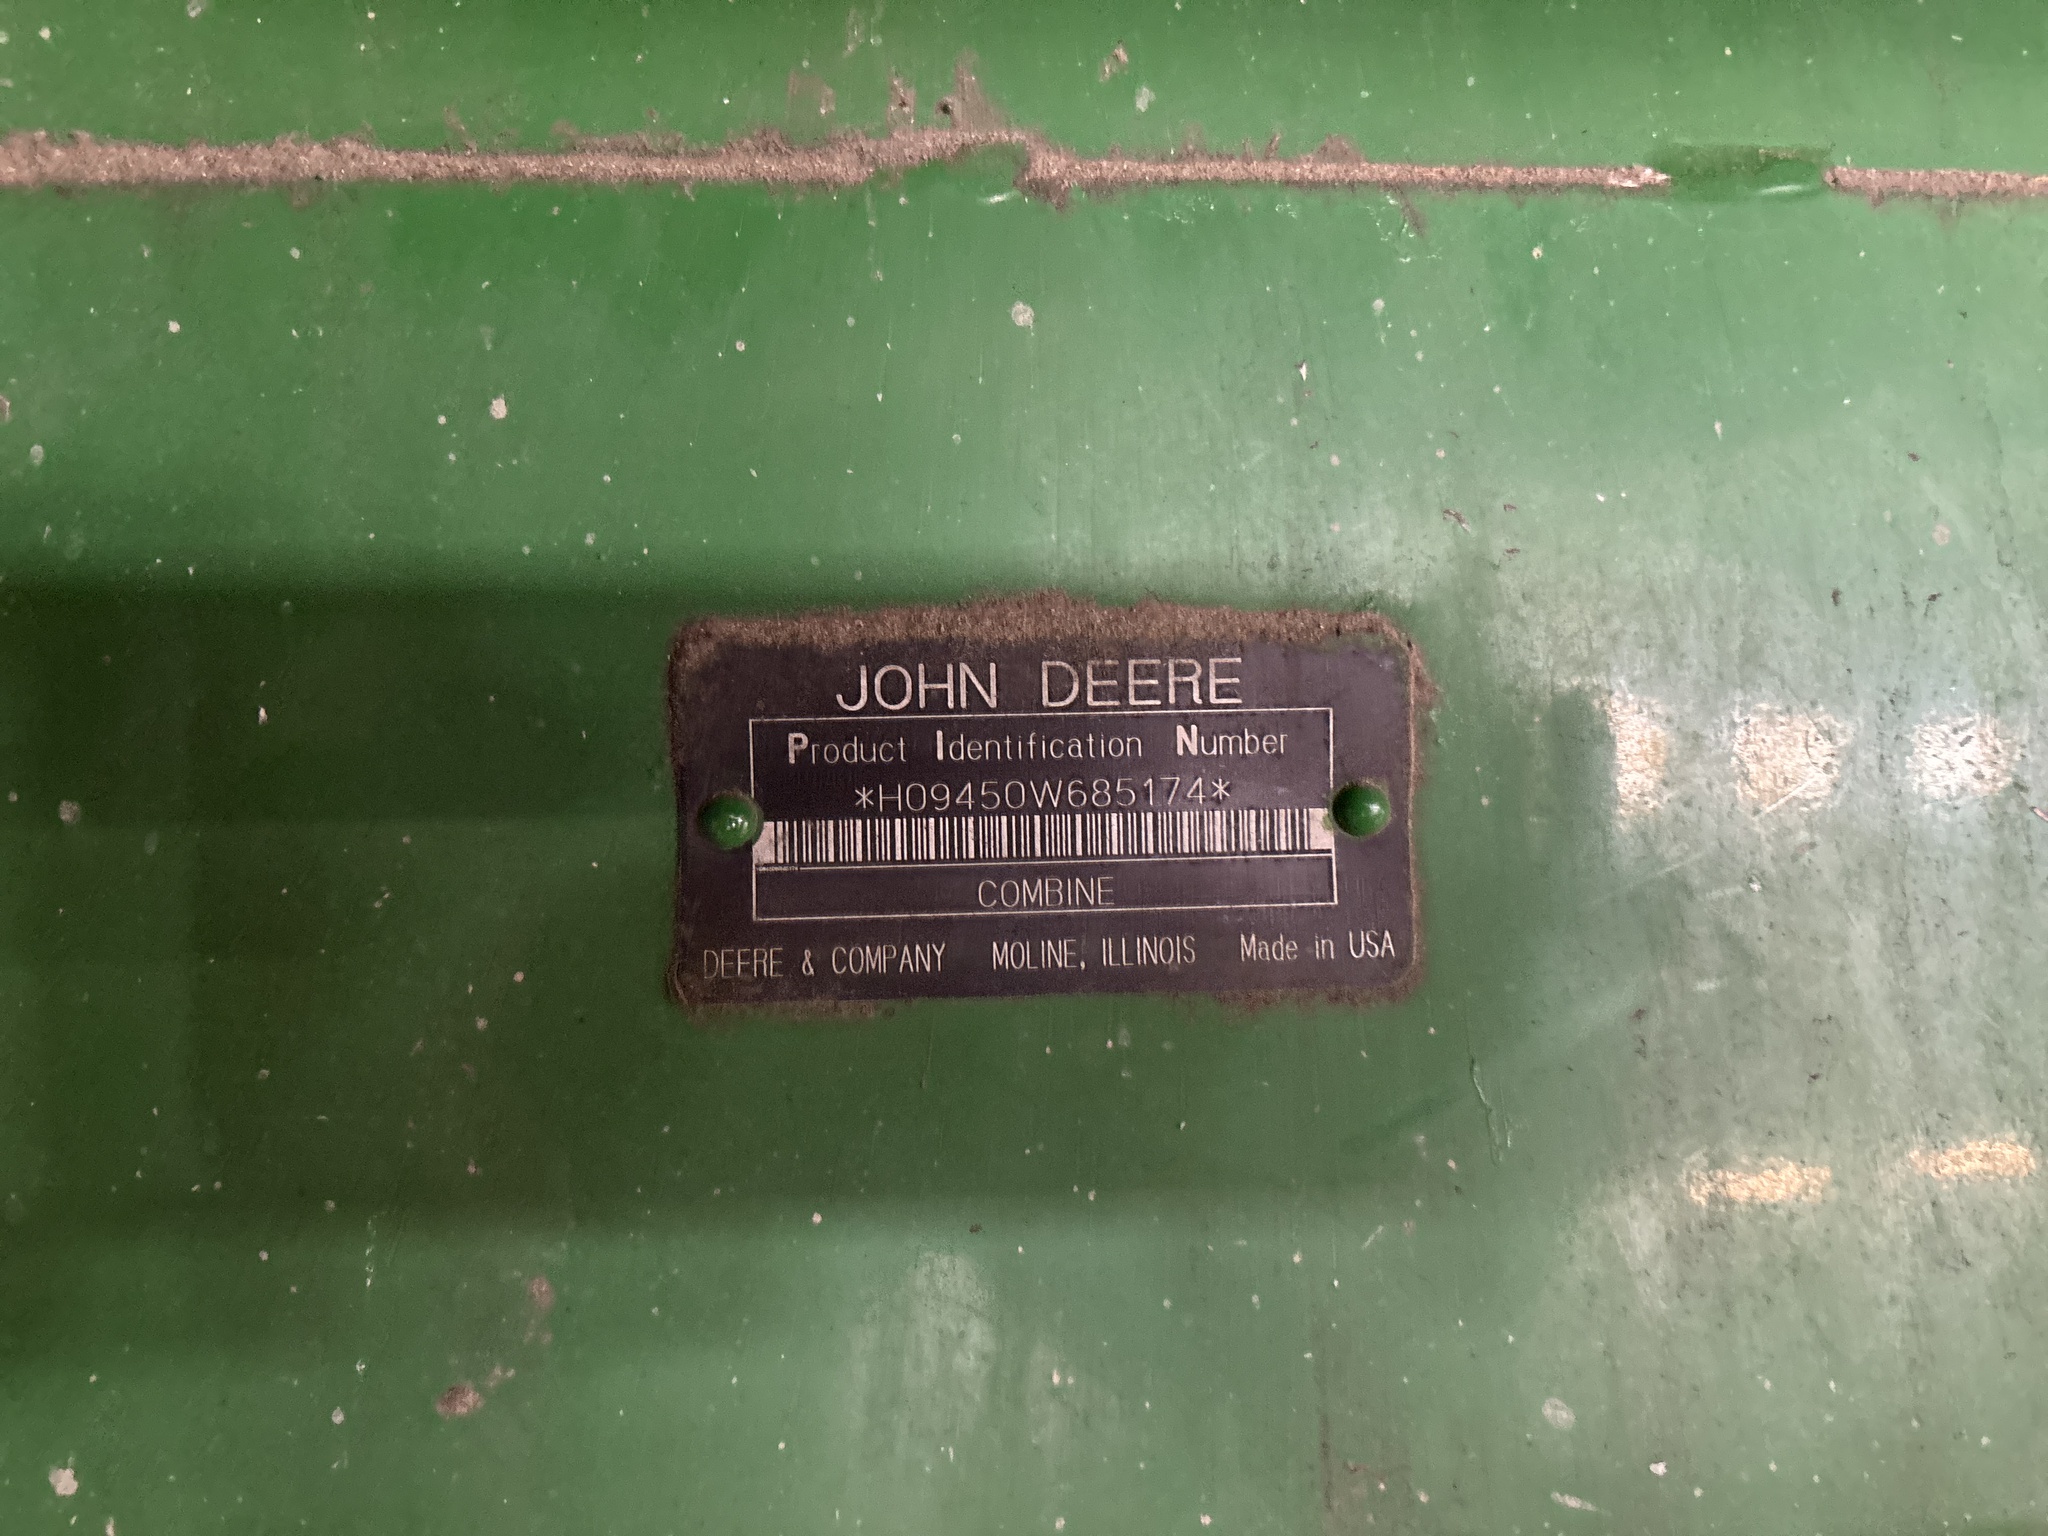 JOHN DEERE
Product Identification Number
*H09450W685174*
COMBINE
DEERE & COMPANY MOLINE, ILLINOIS Made in USA